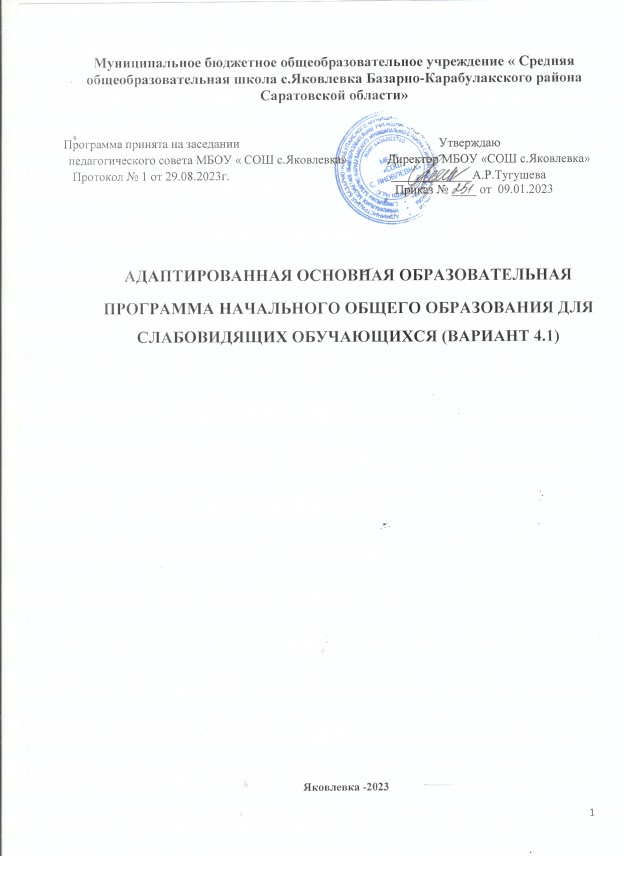 Муниципальное бюджетное общеобразовательное учреждение « Средняя
общеобразовательная школа с.Яковлевка Базарно-Карабулакского района
Саратовской области»
Программа принята на заседании
педагогического совета МБОУ « СОШ с.Яковлевка»
Протокол № 1 от 29.08.2023г.
Утверждаю
Директор МБОУ «СОШ с.Яковлевка»
А.Р.Тугушева
Приказ № 251 от 09.01.2023
МБОУ
«СОШ
С. ЯКОВЛЕВКА»
АДАПТИРОВАННАЯ ОСНОВНАЯ ОБРАЗОВАТЕЛЬНАЯ
ПРОГРАММА НАЧАЛЬНОГО ОБЩЕГО ОБРАЗОВАНИЯ ДЛЯ
СЛАБОВИДЯЩИХ ОБУЧАЮЩИХСЯ (ВАРИАНТ 4.1)
Яковлевка -2023
1